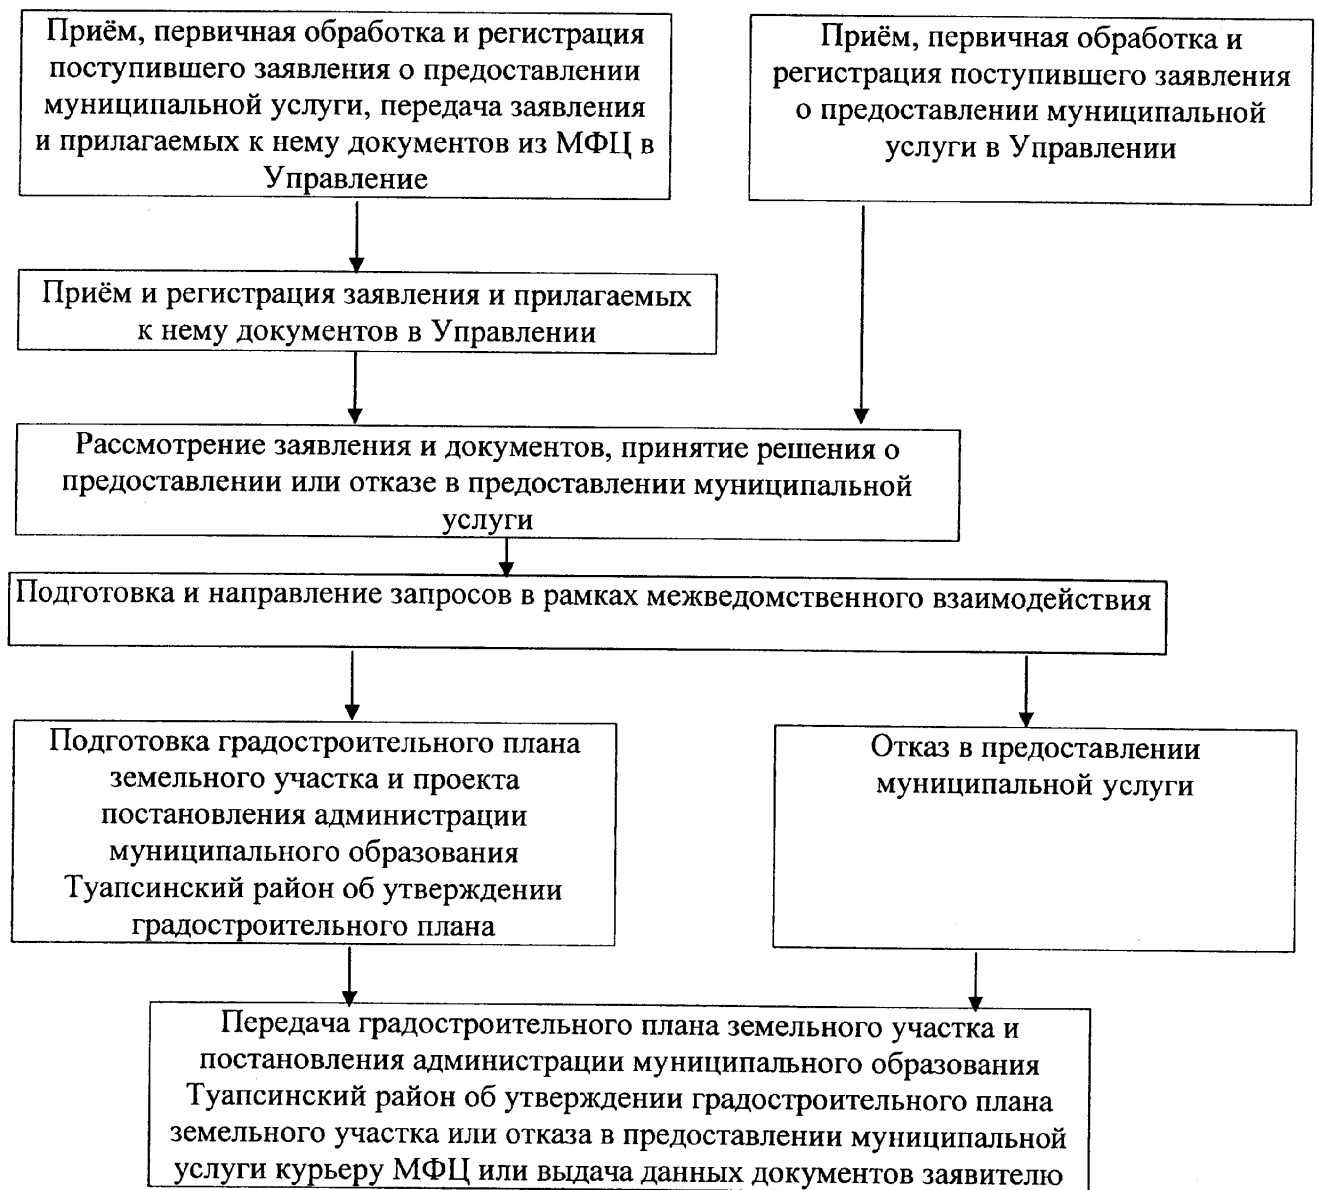 Приём, первичная обработка и регистрация
поступившего заявления о предоставлении
муниципальной услуги, передача заявления
и прилагаемых к нему документов из МФЦ в
Управление
Приём, первичная обработка и
регистрация поступившего заявления
о предоставлении муниципальной
услуги в Управлении
Приём и регистрация заявления и прилагаемых
к нему документов в Управлении
Рассмотрение заявления и документов, принятие решения о
предоставлении или отказе в предоставлении муниципальной
услуги
Подготовка и направление запросов в рамках межведомственного взаимодействия
Подготовка градостроительного плана
земельного участка и проекта
постановления администрации
муниципального образования
Туапсинский район об утверждении
градостроительного плана
Отказ в предоставлении
муниципальной услуги
Передача градостроительного плана земельного участка и
постановления администрации муниципального образования
Туапсинский район об утверждении градостроительного плана
земельного участка или отказа в предоставлении муниципальной
услуги курьеру МФЦ или выдача данных документов заявителю